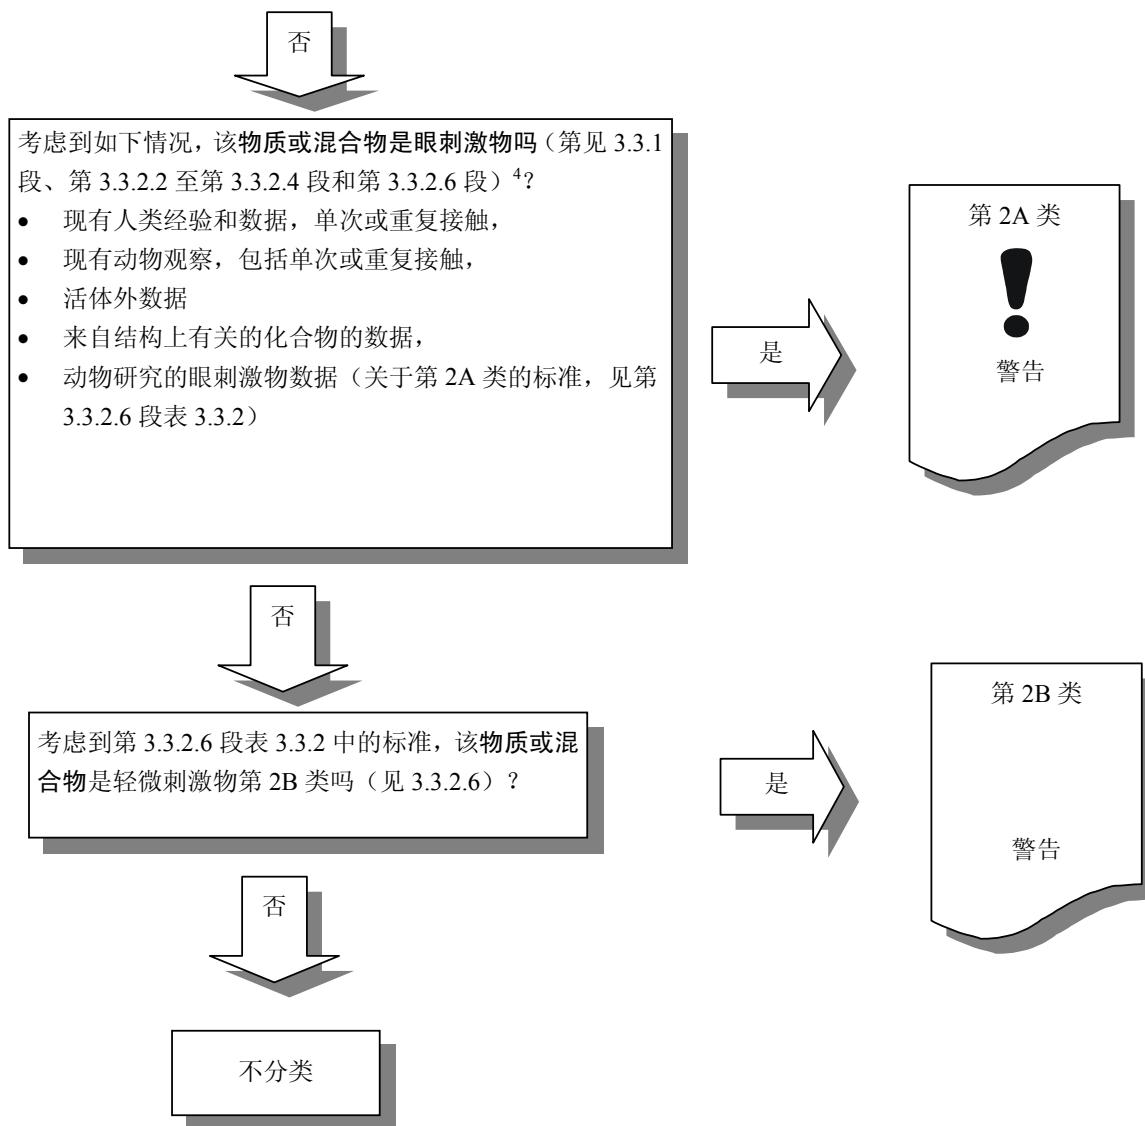 否
考虑到如下情况，该物质或混合物是眼刺激物吗（第见 3.3.1
段、第 3.3.2.2 至第 3.3.2.4 段和第 3.3.2.6 段）4？
• 现有人类经验和数据，单次或重复接触，
• 现有动物观察，包括单次或重复接触，
• 活体外数据
• 来自结构上有关的化合物的数据，
• 动物研究的眼刺激物数据（关于第 2A 类的标准，见第
3.3.2.6 段表 3.3.2）
是
第 2A 类
警告
否
考虑到第 3.3.2.6 段表 3.3.2 中的标准，该物质或混
合物是轻微刺激物第 2B 类吗（见 3.3.2.6）？
是
第 2B 类
警告
否
不分类